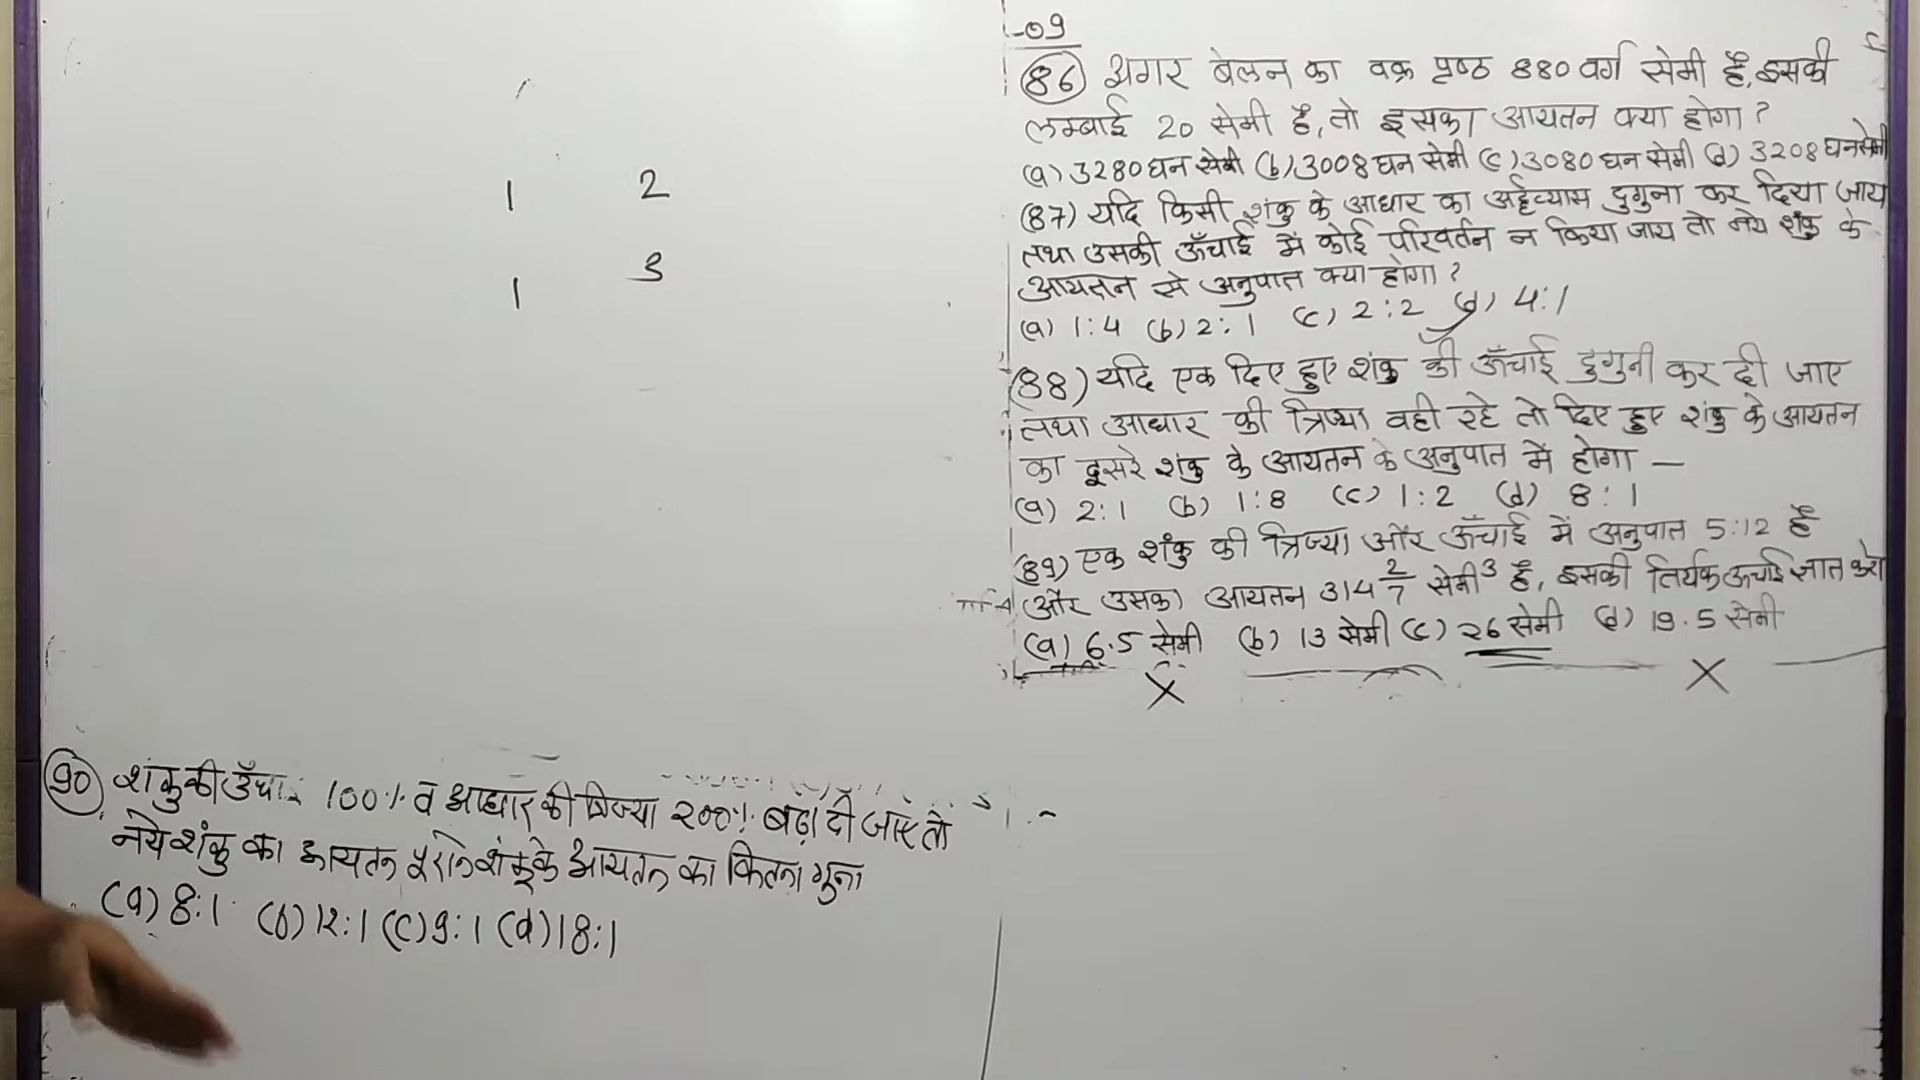 1 2
1 3
-09
(86) अगर बेलन का वक्र पृष्ठ 880 वर्ग सेमी है, इसकी
लम्बाई 20 सेमी है, तो इसका आयतन क्या होगा ?
(a) 3280 घन सेमी (b) 3008 घन सेमी (c) 3080 घन सेमी (d) 3208 घन सेमी
(87) यदि किसी शंकु के आधार का अर्द्धव्यास दुगुना कर दिया जाय
तथा उसकी ऊँचाई में कोई परिवर्तन न किया जाय तो नये शंकु के
आयतन से अनुपात क्या होगा ?
(a) 1:4 (b) 2:1 (c) 2:2 (d) 4:1
(88) यदि एक दिए हुए शंकु की ऊँचाई दुगुनी कर दी जाए
तथा आधार की त्रिज्या वही रहे तो दिए हुए शंकु के आयतन
का दूसरे शंकु के आयतन के अनुपात में होगा —
(a) 2:1 (b) 1:8 (c) 1:2 (d) 8:1
(89) एक शंकु की त्रिज्या और ऊँचाई में अनुपात 5:12 है
और उसका आयतन 314 2/7 सेमी³ है, इसकी तिर्यक ऊचाई ज्ञात करो
(a) 6.5 सेमी (b) 13 सेमी (c) 26 सेमी (d) 19.5 सेमी
(90) शंकु की 100% व आधार की त्रिज्या 200% बढ़ा दी जाए तो
नये शंकु का आयतन पुराने शंकु के आयतन का कितना गुना
(a) 8:1 (b) 12:1 (c) 9:1 (d) 18:1